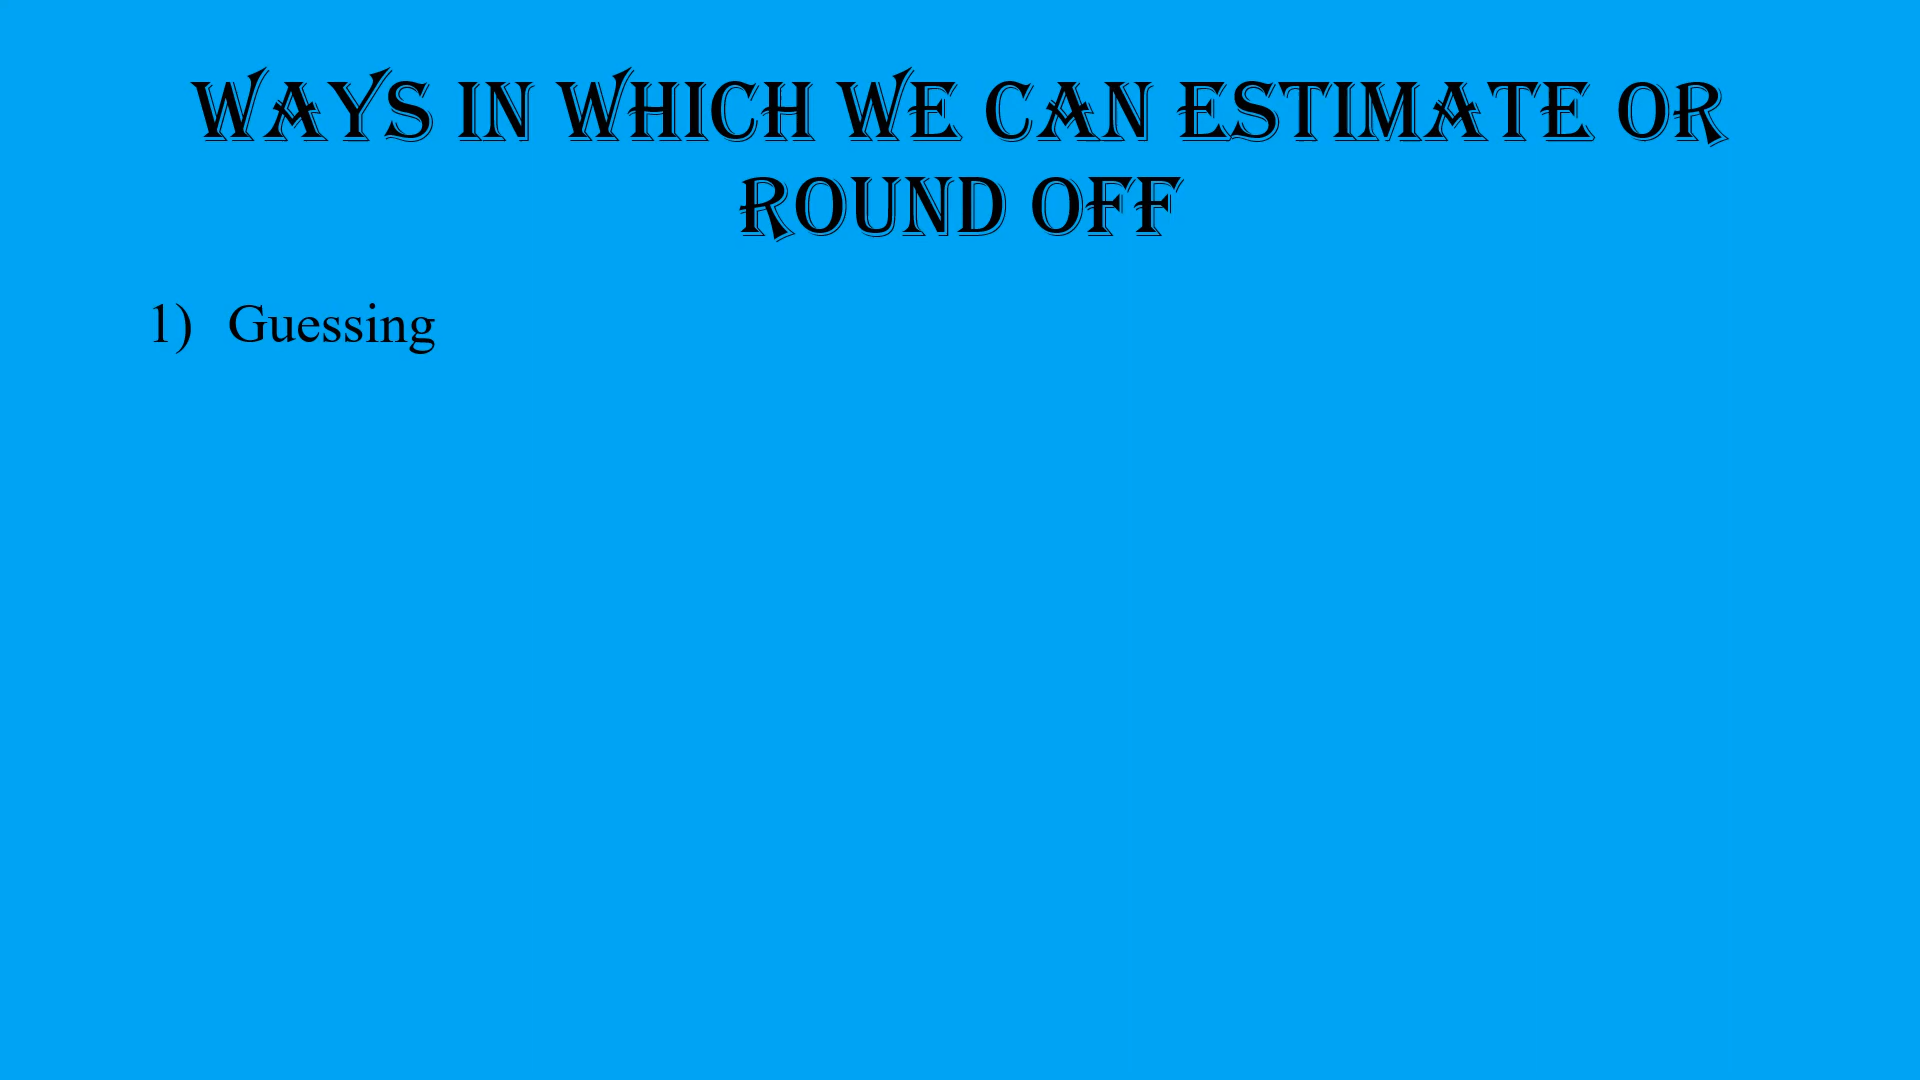 WAYS IN WHICH WE CAN ESTIMATE OR
ROUND OFF
1) Guessing